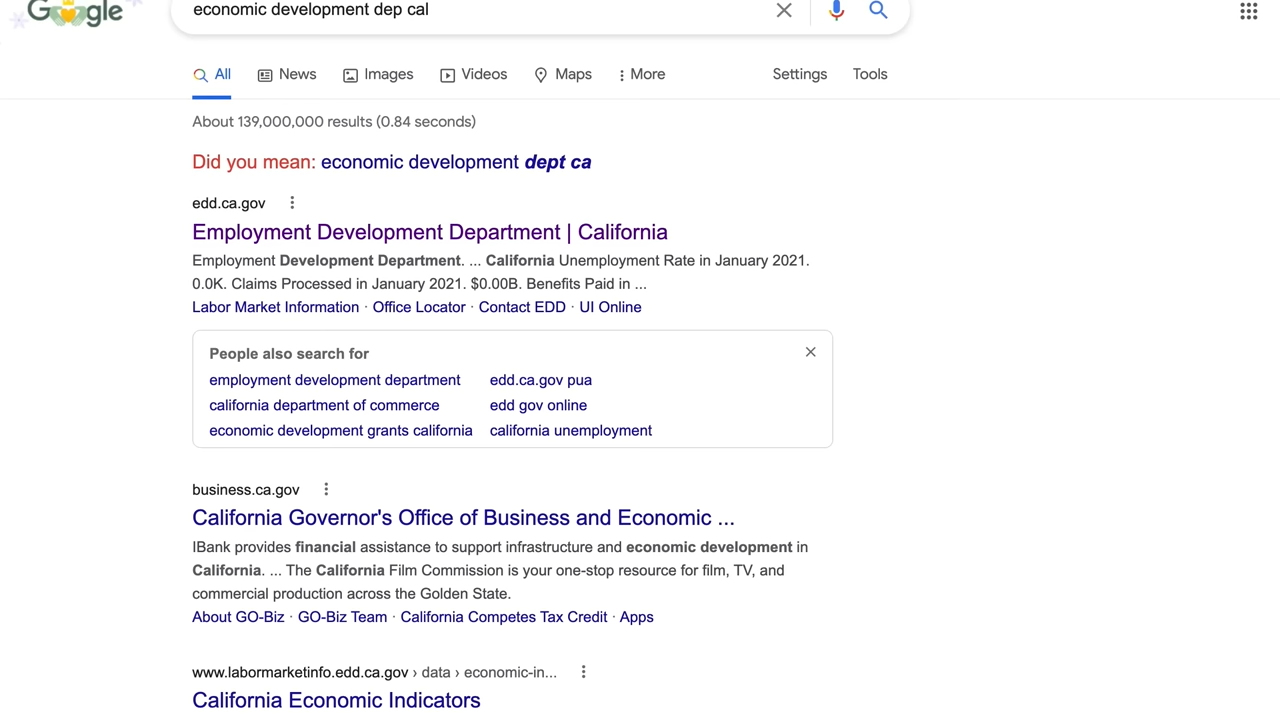 Google
economic development dep cal
All News Images Videos Maps More Settings Tools
About 139,000,000 results (0.84 seconds)
Did you mean: economic development dept ca
edd.ca.gov
Employment Development Department | California
Employment Development Department. ... California Unemployment Rate in January 2021.
0.0K. Claims Processed in January 2021. $0.00B. Benefits Paid in ...
Labor Market Information · Office Locator · Contact EDD · UI Online
People also search for
employment development department edd.ca.gov pua
california department of commerce edd gov online
economic development grants california california unemployment
business.ca.gov
California Governor's Office of Business and Economic ...
IBank provides financial assistance to support infrastructure and economic development in
California. ... The California Film Commission is your one-stop resource for film, TV, and
commercial production across the Golden State.
About GO-Biz · GO-Biz Team · California Competes Tax Credit · Apps
www.labormarketinfo.edd.ca.gov › data › economic-in...
California Economic Indicators